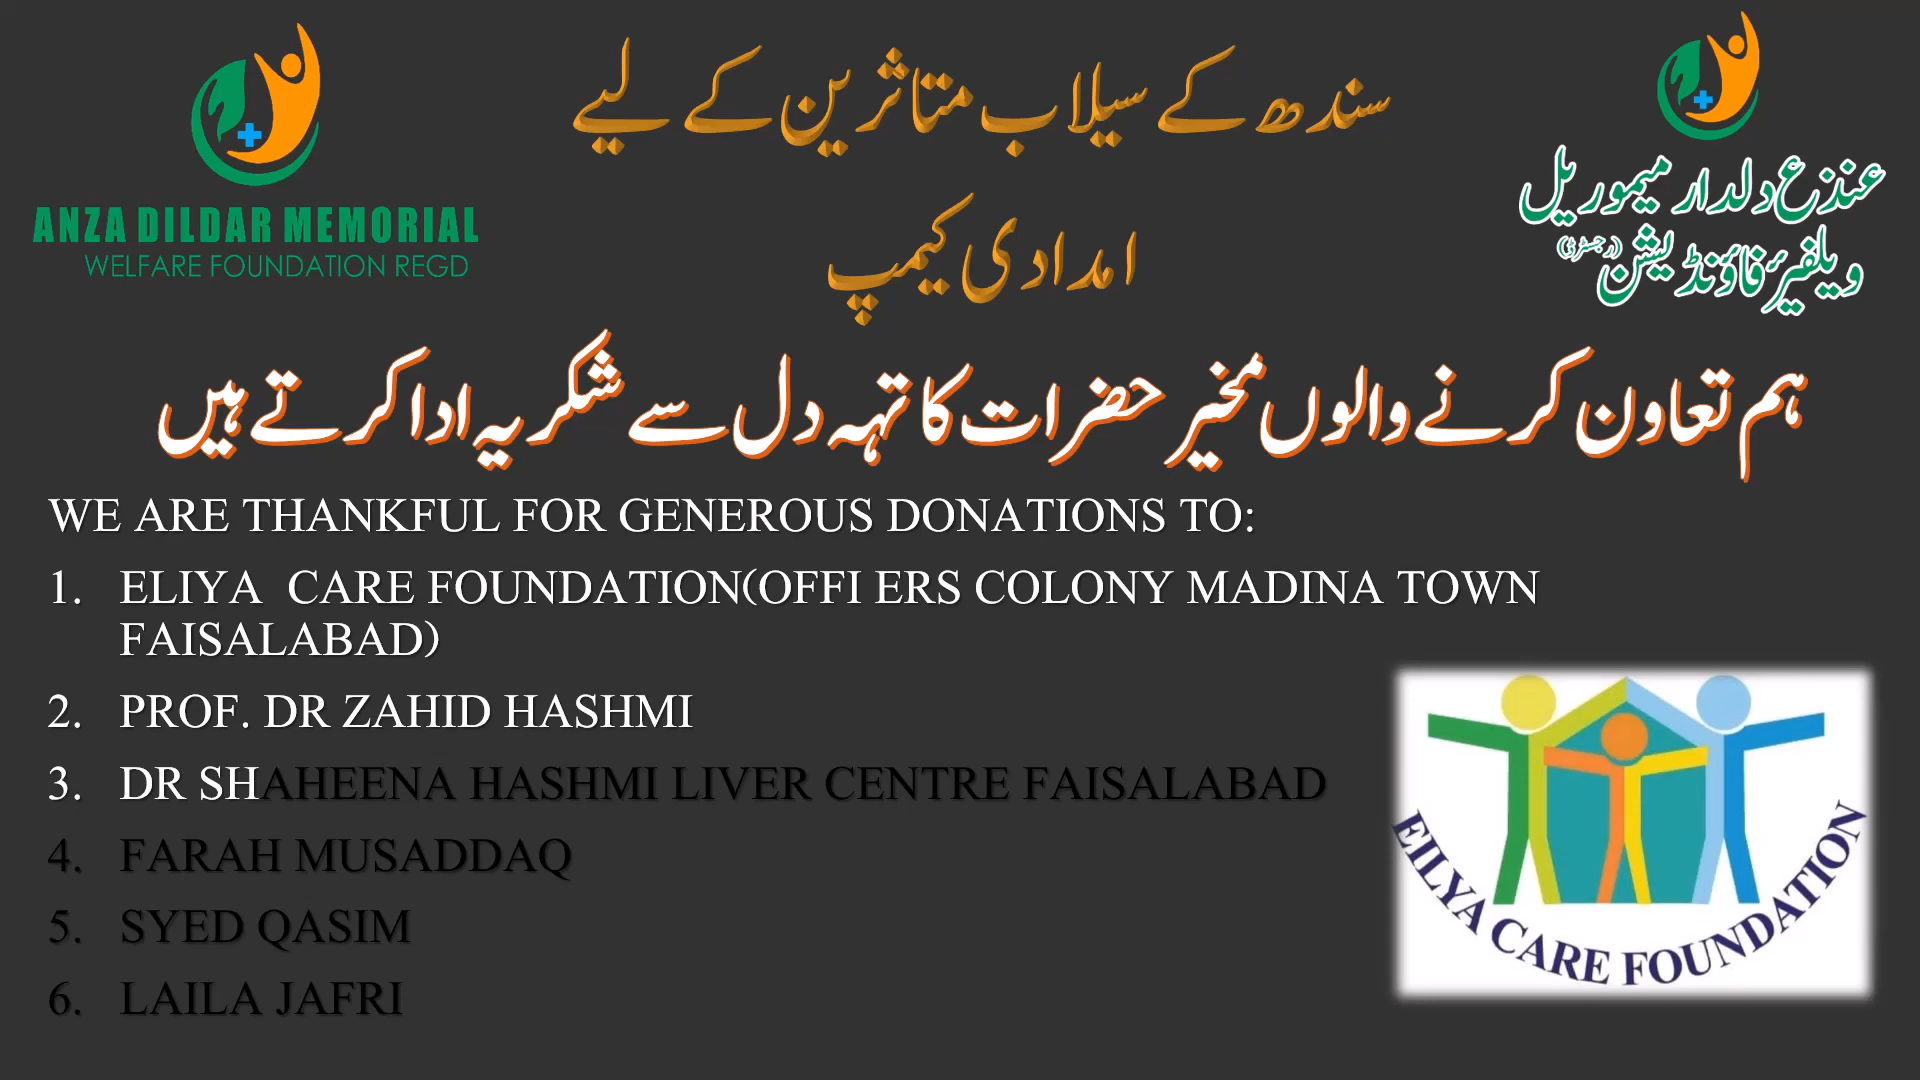 ANZA DILDAR MEMORIAL
WELFARE FOUNDATION REGD
سندھ کے سیلاب متاثرین کے لیے
امدادی کیمپ
عنذع دلدار میموریل
ویلفیئر فاؤنڈیشن (رجسٹرڈ)
ہم تعاون کرنے والوں مخیر حضرات کا تہہ دل سے شکریہ ادا کرتے ہیں
WE ARE THANKFUL FOR GENEROUS DONATIONS TO:
1. ELIYA CARE FOUNDATION(OFFI ERS COLONY MADINA TOWN
FAISALABAD)
2. PROF. DR ZAHID HASHMI
3. DR SHAHEENA HASHMI LIVER CENTRE FAISALABAD
4. FARAH MUSADDAQ
5. SYED QASIM
6. LAILA JAFRI
EILYA CARE FOUNDATION